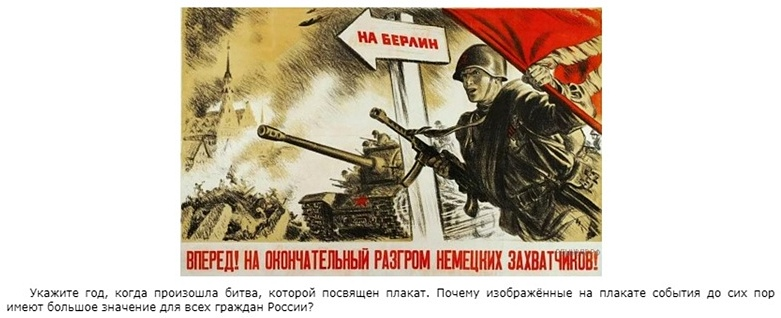 НА БЕРЛИН
ВПЕРЕД! НА ОКОНЧАТЕЛЬНЫЙ РАЗГРОМ НЕМЕЦКИХ ЗАХВАТЧИКОВ!
Укажите год, когда произошла битва, которой посвящен плакат. Почему изображённые на плакате события до сих пор
имеют большое значение для всех граждан России?